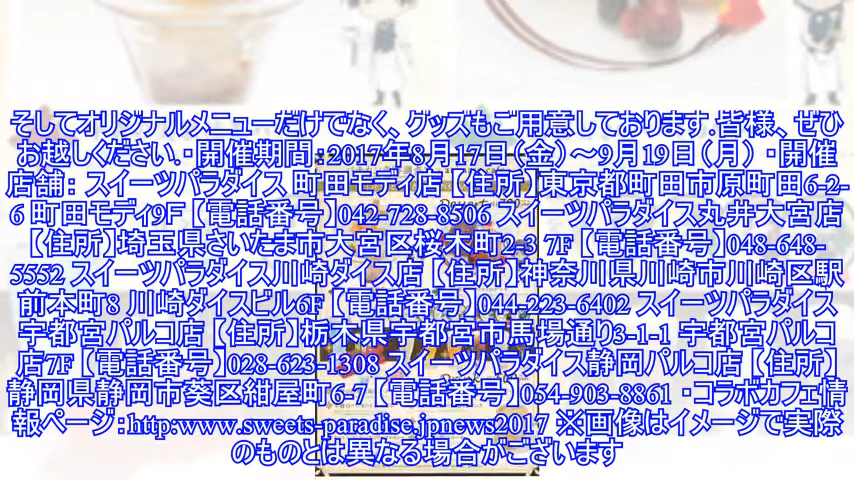 そしてオリジナルメニューだけでなく、グッズもご用意しております.皆様、ぜひ
お越しください.・開催期間：2017年8月17日（金）～9月19日（月）・開催
店舗： スイーツパラダイス 町田モディ店【住所】東京都町田市原町田6-2-
6 町田モディ9F【電話番号】042-728-8506 スイーツパラダイス丸井大宮店
【住所】埼玉県さいたま市大宮区桜木町2-3 7F【電話番号】048-648-
5552 スイーツパラダイス川崎ダイス店【住所】神奈川県川崎市川崎区駅
前本町8 川崎ダイスビル6F【電話番号】044-223-6402 スイーツパラダイス
宇都宮パルコ店【住所】栃木県宇都宮市馬場通り3-1-1 宇都宮パルコ
店7F【電話番号】028-623-1308 スイーツパラダイス静岡パルコ店【住所】
静岡県静岡市葵区紺屋町6-7【電話番号】054-903-8861 ・コラボカフェ情
報ページ：http:www.sweets-paradise.jpnews2017 ※画像はイメージで実際
のものとは異なる場合がございます